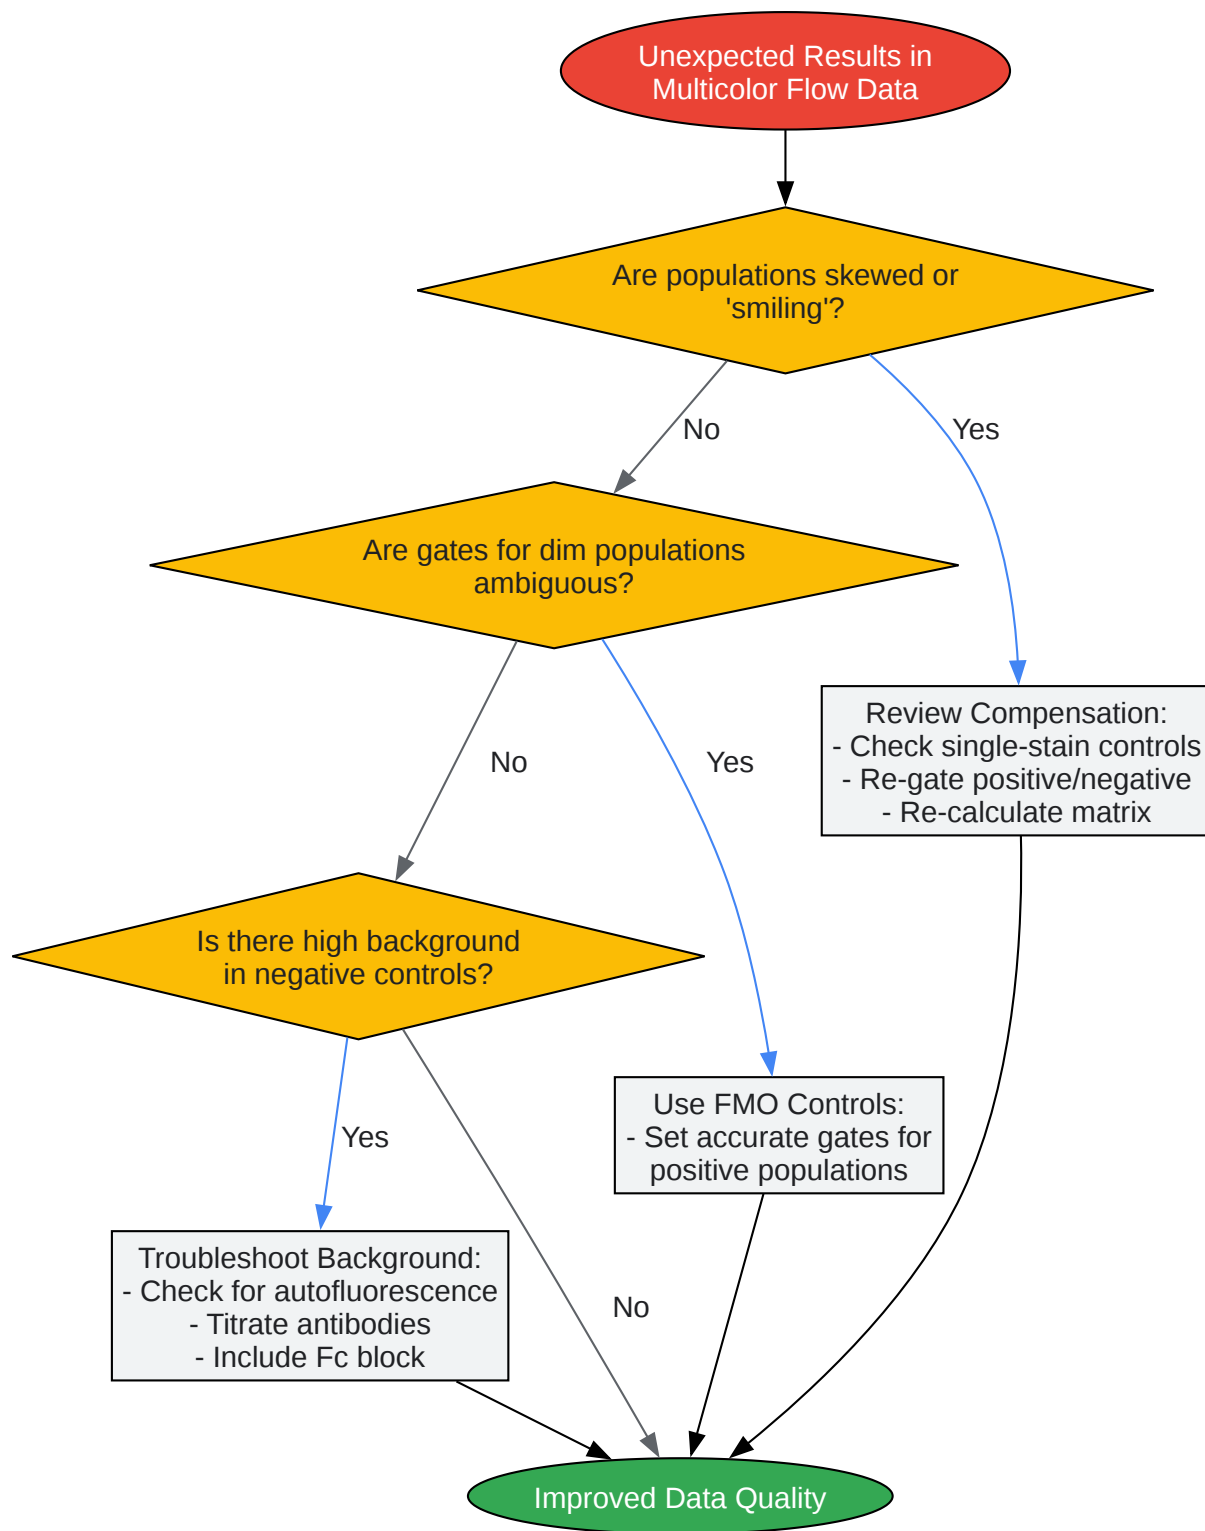 Unexpected Results in
Multicolor Flow Data
Are populations skewed or
'smiling'?
No
Yes
Are gates for dim populations
ambiguous?
No
Yes
Review Compensation:
- Check single-stain controls
- Re-gate positive/negative
- Re-calculate matrix
Is there high background
in negative controls?
Yes
No
Use FMO Controls:
- Set accurate gates for
positive populations
Troubleshoot Background:
- Check for autofluorescence
- Titrate antibodies
- Include Fc block
Improved Data Quality